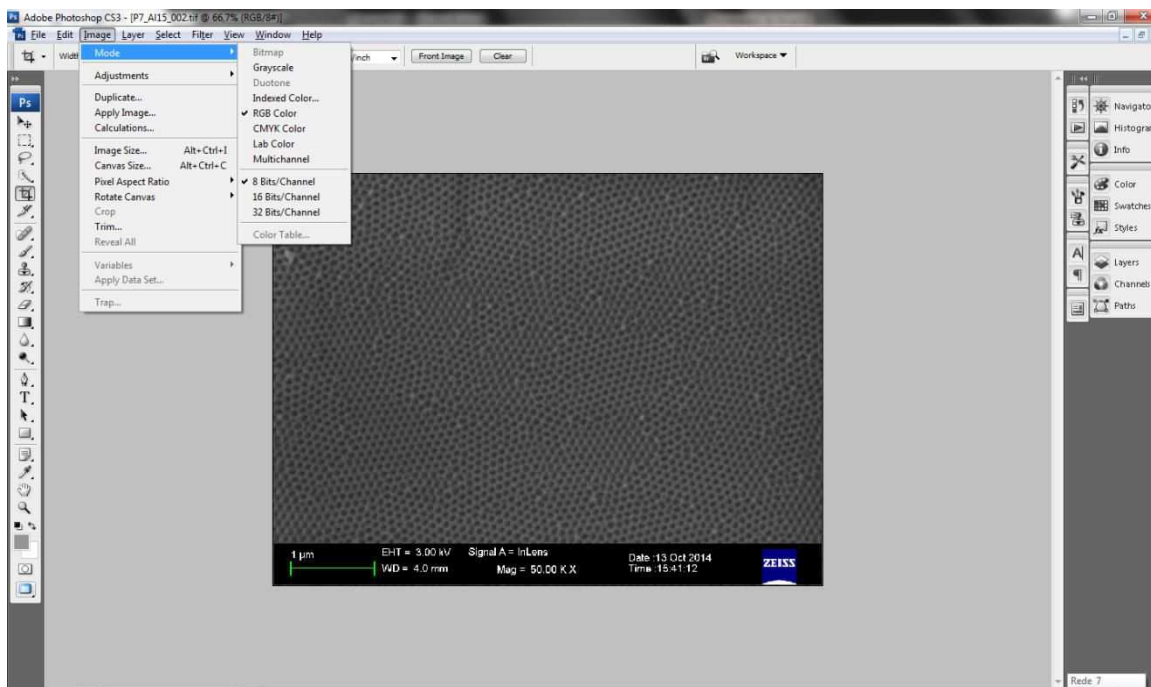 Adobe Photoshop CS3 - [P7_AI15_002.tif @ 66,7% (RGB/8#)]
File Edit Image Layer Select Filter View Window Help
Front Image Clear Workspace
Mode
Adjustments
Duplicate...
Apply Image...
Calculations...
Image Size... Alt+Ctrl+I
Canvas Size... Alt+Ctrl+C
Pixel Aspect Ratio
Rotate Canvas
Crop
Trim...
Reveal All
Variables
Apply Data Set...
Trap...
Bitmap
Grayscale
Duotone
Indexed Color...
RGB Color
CMYK Color
Lab Color
Multichannel
8 Bits/Channel
16 Bits/Channel
32 Bits/Channel
Color Table...
Ps
Navigato
Histogra
Info
Color
Swatches
Styles
Layers
Channels
Paths
1 µm
EHT = 3.00 kV Signal A = InLens Date :13 Oct 2014
WD = 4.0 mm Mag = 50.00 K X Time :15:41:12
ZEISS
Rede 7